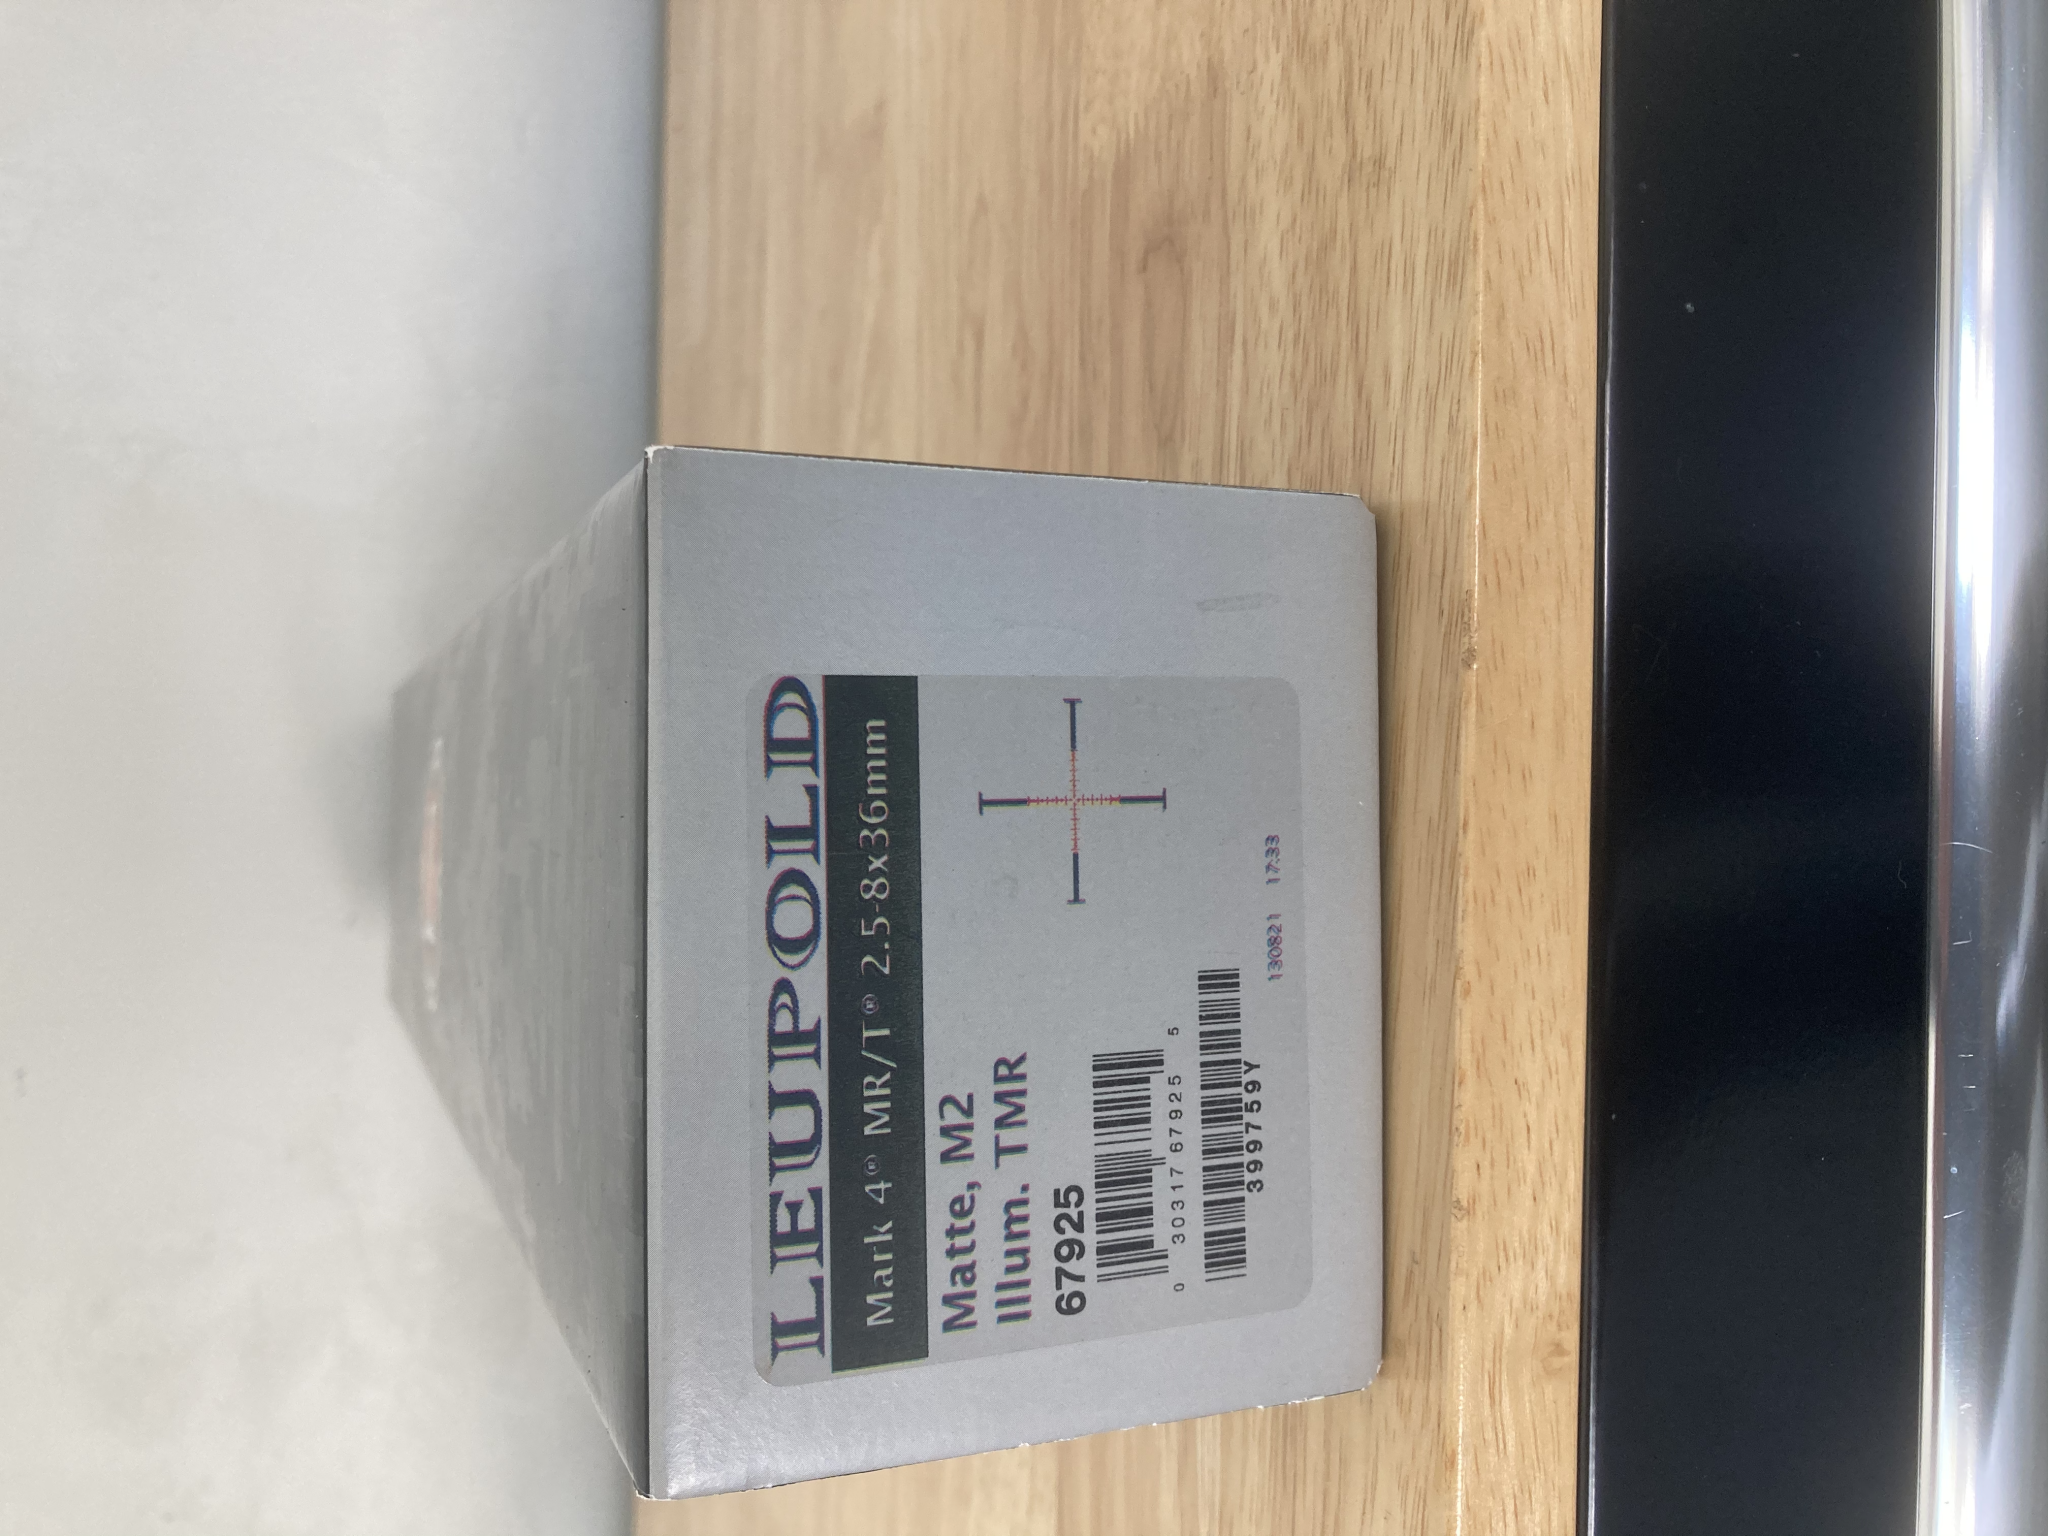 LEUPOLD
Mark 4® MR/T® 2.5-8x36mm
Matte, M2
Illum. TMR
67925
0 30317 67925 5
399759Y
130821 17:33